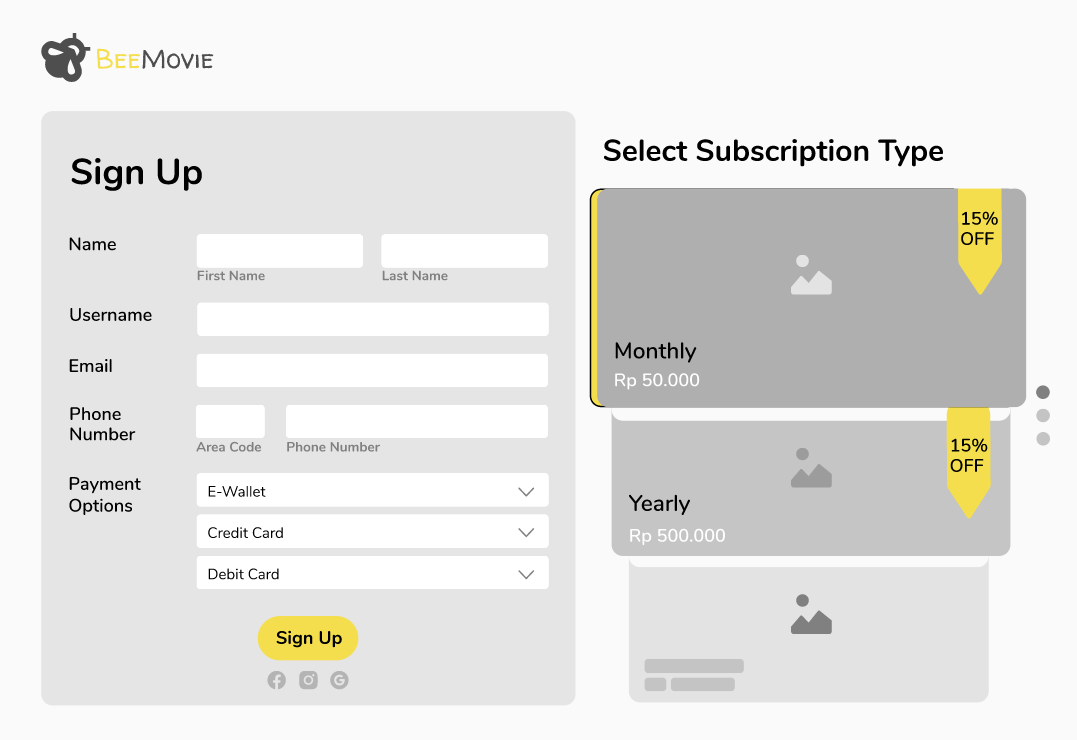 BEEMOVIE
Sign Up
Name
First Name
Last Name
Username
Email
Phone
Number
Area Code
Phone Number
Payment
Options
E-Wallet
Credit Card
Debit Card
Sign Up
Select Subscription Type
15%
OFF
Monthly
Rp 50.000
15%
OFF
Yearly
Rp 500.000